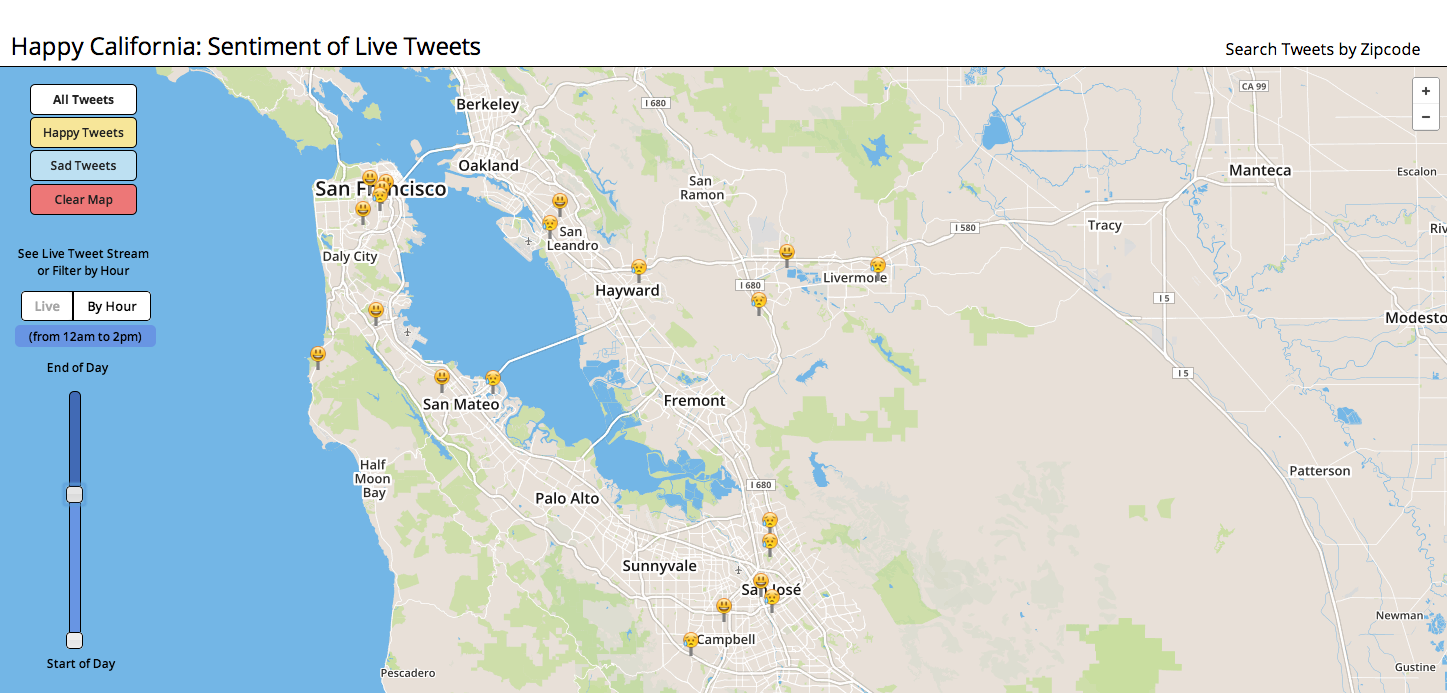 Happy California: Sentiment of Live Tweets
Search Tweets by Zipcode
All Tweets
Happy Tweets
Sad Tweets
Clear Map
See Live Tweet Stream
or Filter by Hour
Live
By Hour
(from 12am to 2pm)
End of Day
Start of Day
+
−
Berkeley
I 680
CA 99
Oakland
Manteca
Escalon
San Francisco
San
Ramon
Tracy
I 580
San
Leandro
Daly City
Livermore
Hayward
I 680
I 5
Modesto
I 5
San Mateo
Fremont
Half
Moon
Bay
Patterson
I 680
Palo Alto
Sunnyvale
San José
Newman
Campbell
Gustine
Pescadero